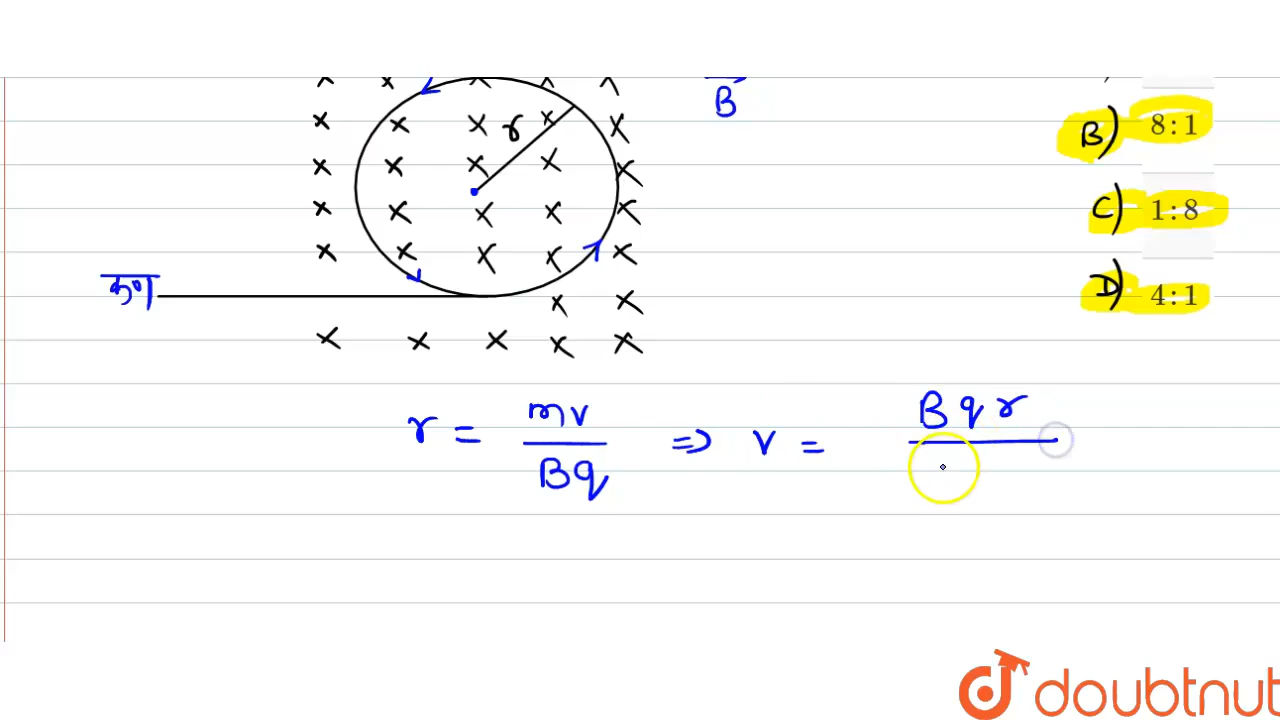 B
r
B) 8:1
C) 1:8
D) 4:1
कण
r = mv / Bq ⇒ v = Bqr
doubtnut